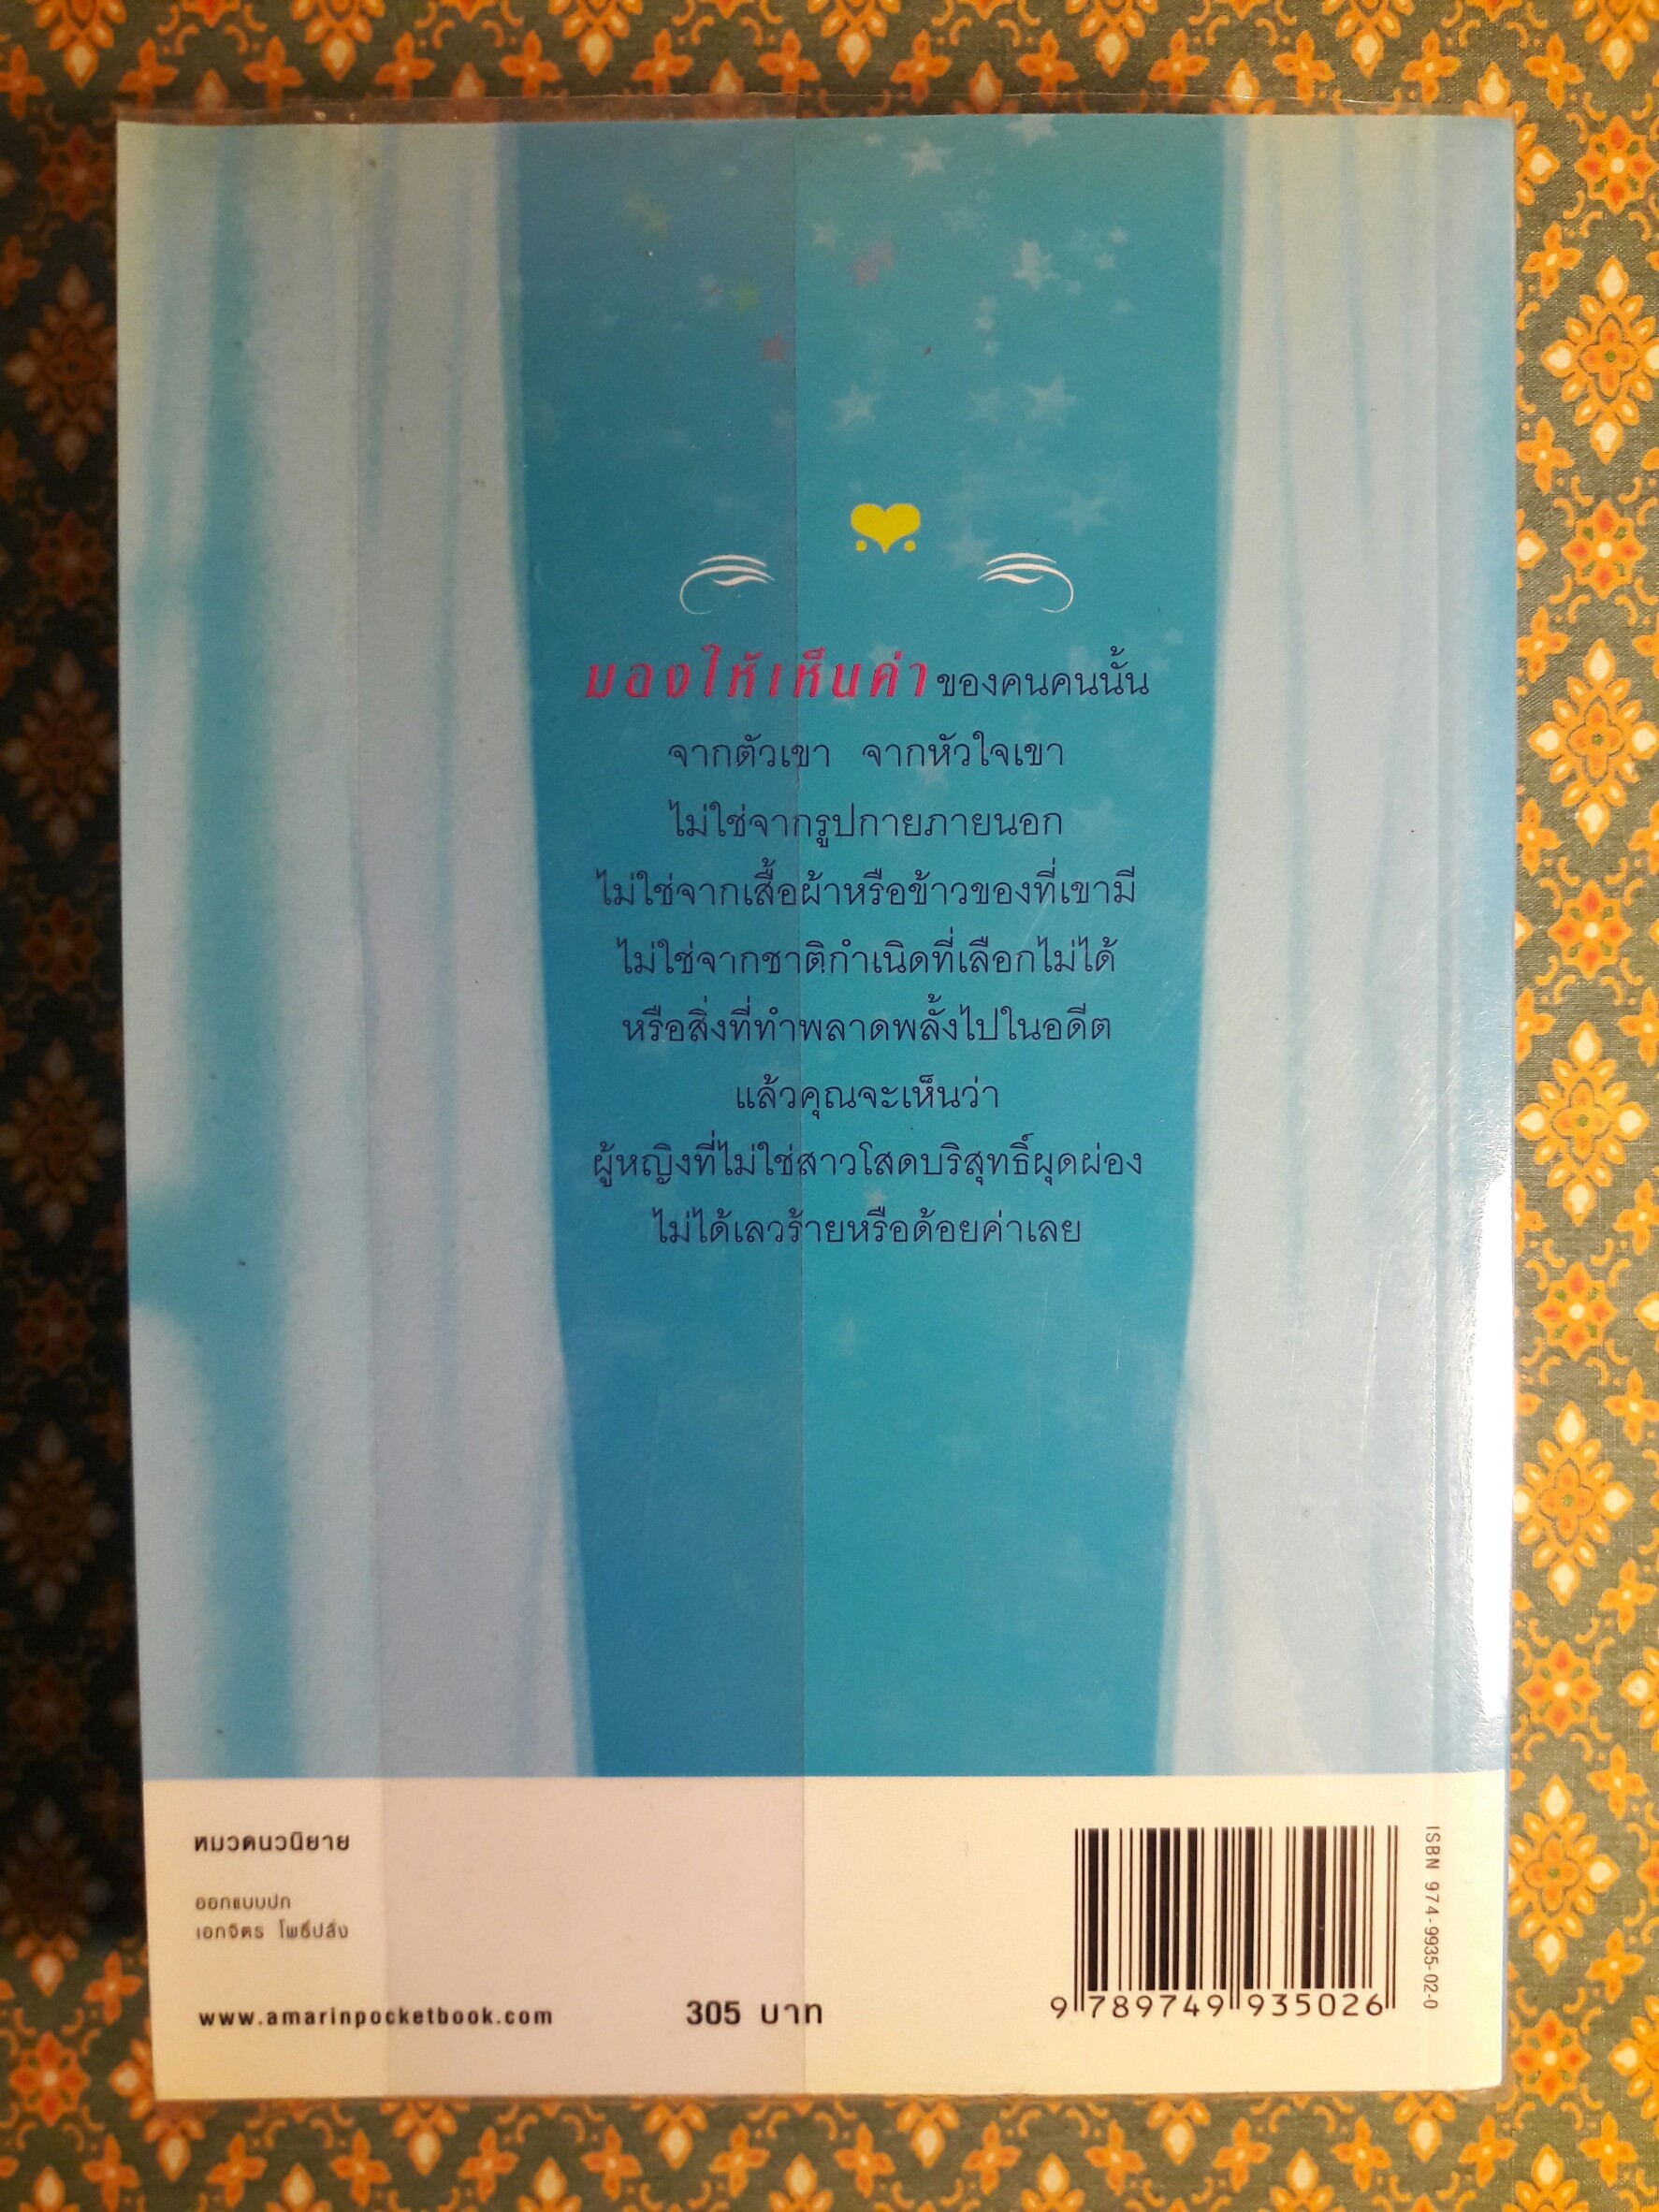 มองให้เห็นค่าของคนคนนั้น
จากตัวเขา จากหัวใจเขา
ไม่ใช่จากรูปกายภายนอก
ไม่ใช่จากเสื้อผ้าหรือข้าวของที่เขามี
ไม่ใช่จากชาติกำเนิดที่เลือกไม่ได้
หรือสิ่งที่ทำพลาดพลั้งไปในอดีต
แล้วคุณจะเห็นว่า
ผู้หญิงที่ไม่ใช่สาวโสดบริสุทธิ์ผุดผ่อง
ไม่ได้เลวร้ายหรือด้อยค่าเลย
หมวดนวนิยาย
ออกแบบปก
เอกจิตร โพธิ์ปลั่ง
www.amarinpocketbook.com
305 บาท
9 789749 935026
ISBN 974-9935-02-0